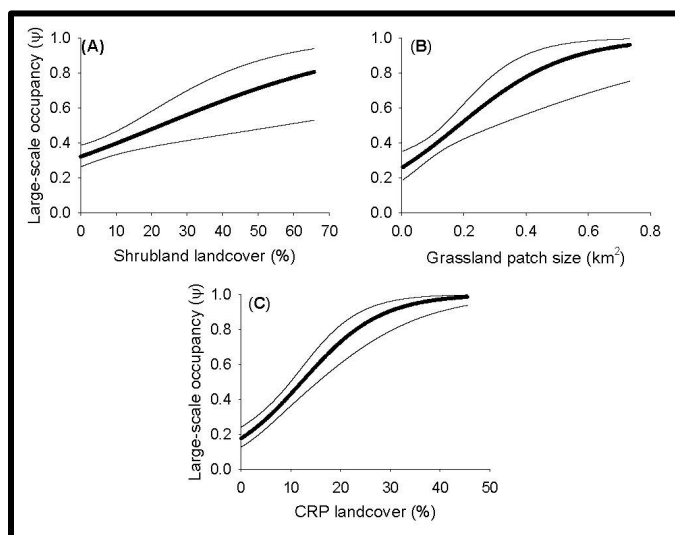 (A)
Large-scale occupancy (ψ)
1.0
0.8
0.6
0.4
0.2
0.0
0 10 20 30 40 50 60 70
Shrubland landcover (%)
(B)
1.0
0.8
0.6
0.4
0.2
0.0
0.0 0.2 0.4 0.6 0.8
Grassland patch size (km²)
(C)
Large-scale occupancy (ψ)
1.0
0.8
0.6
0.4
0.2
0.0
0 10 20 30 40 50
CRP landcover (%)